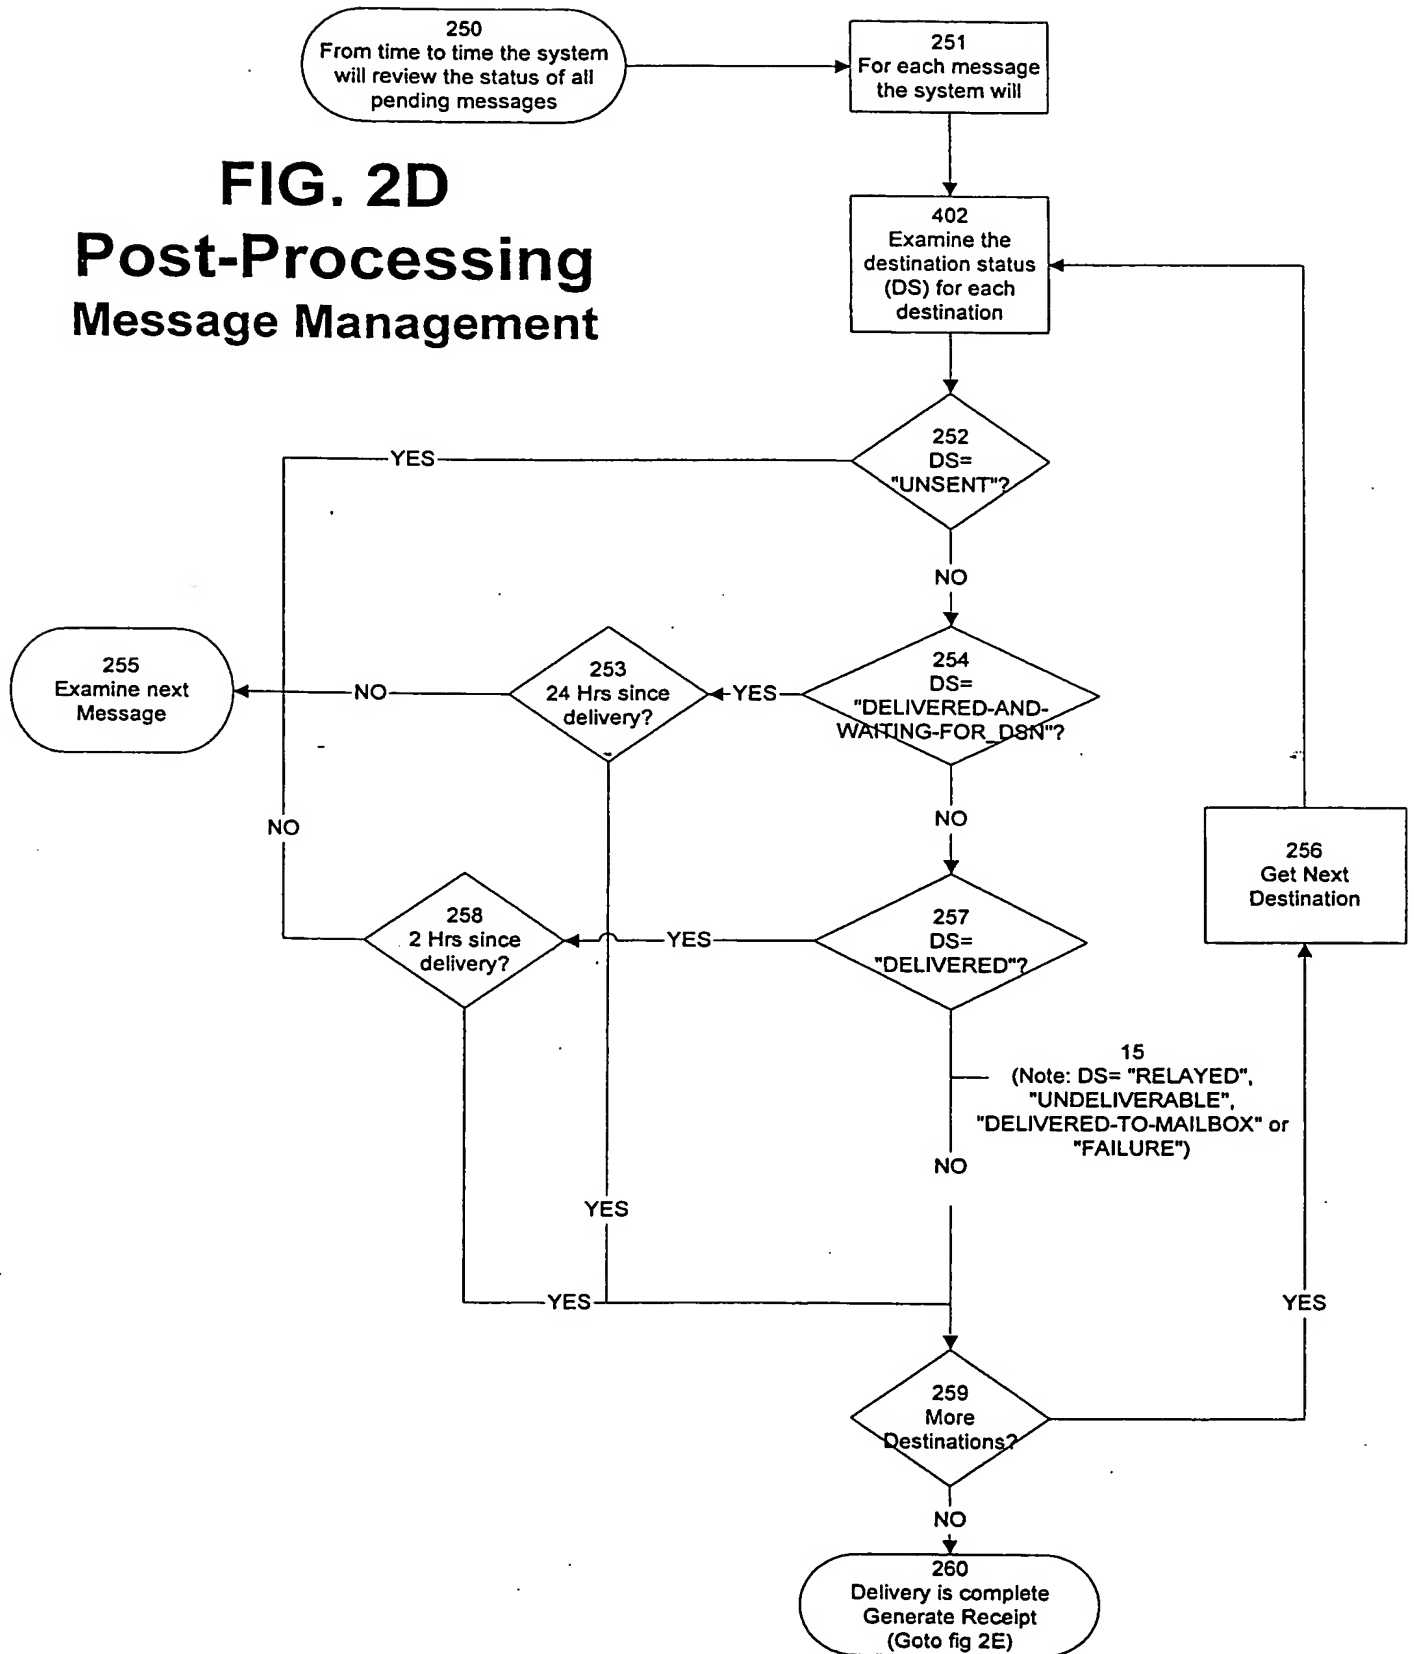 250
From time to time the system
will review the status of all
pending messages
251
For each message
the system will
FIG. 2D
Post-Processing
Message Management
402
Examine the
destination status
(DS) for each
destination
252
DS=
"UNSENT"?
YES
NO
255
Examine next
Message
NO
253
24 Hrs since
delivery?
YES
254
DS=
"DELIVERED-AND-
WAITING-FOR_DSN"?
NO
NO
256
Get Next
Destination
258
2 Hrs since
delivery?
YES
257
DS=
"DELIVERED"?
15
(Note: DS= "RELAYED",
"UNDELIVERABLE",
"DELIVERED-TO-MAILBOX" or
"FAILURE")
NO
YES
YES
YES
259
More
Destinations?
NO
260
Delivery is complete
Generate Receipt
(Goto fig 2E)